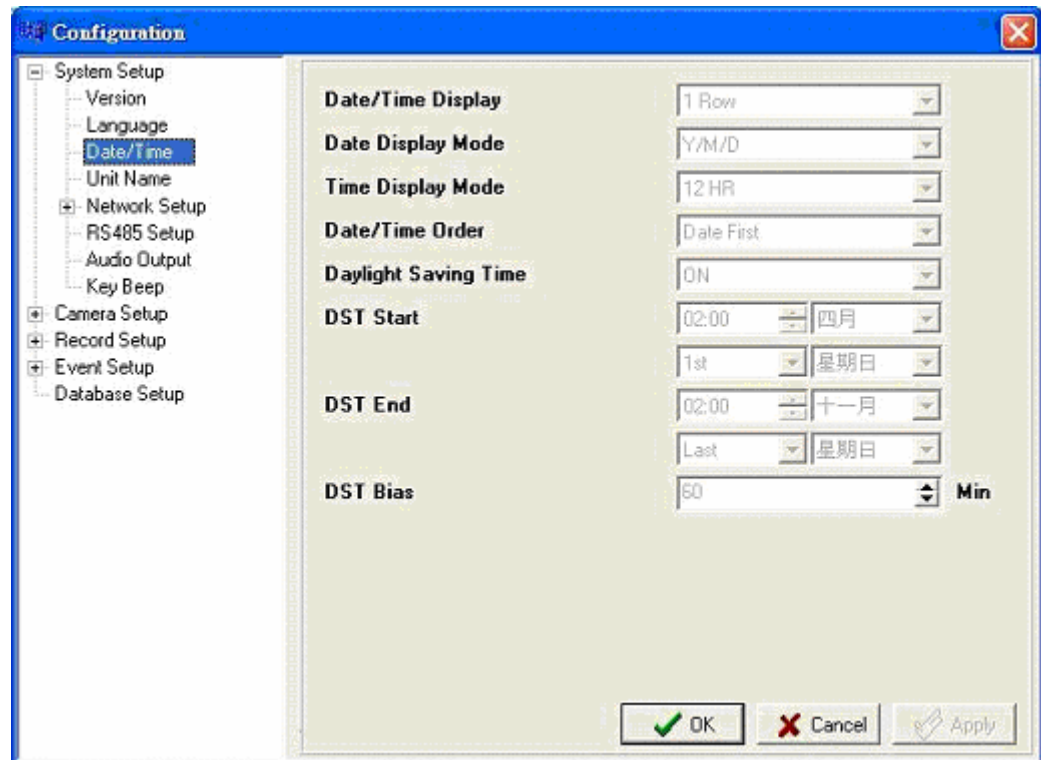 Configuration
System Setup
Version
Language
Date/Time
Unit Name
Network Setup
RS485 Setup
Audio Output
Key Beep
Camera Setup
Record Setup
Event Setup
Database Setup
Date/Time Display 1 Row
Date Display Mode Y/M/D
Time Display Mode 12 HR
Date/Time Order Date First
Daylight Saving Time ON
DST Start 02:00 四月
1st 星期日
DST End 02:00 十一月
Last 星期日
DST Bias 60 Min
OK Cancel Apply